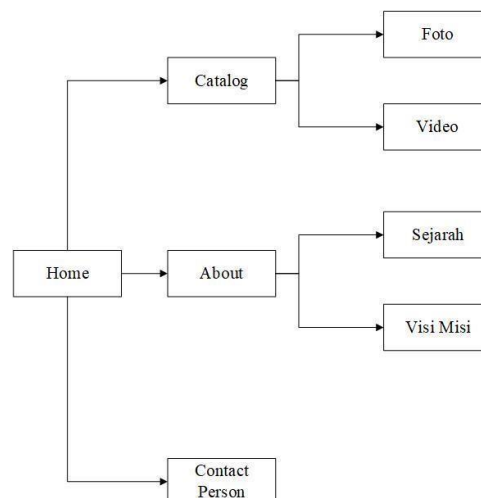 Foto
Catalog
Video
Sejarah
Home
About
Visi Misi
Contact
Person